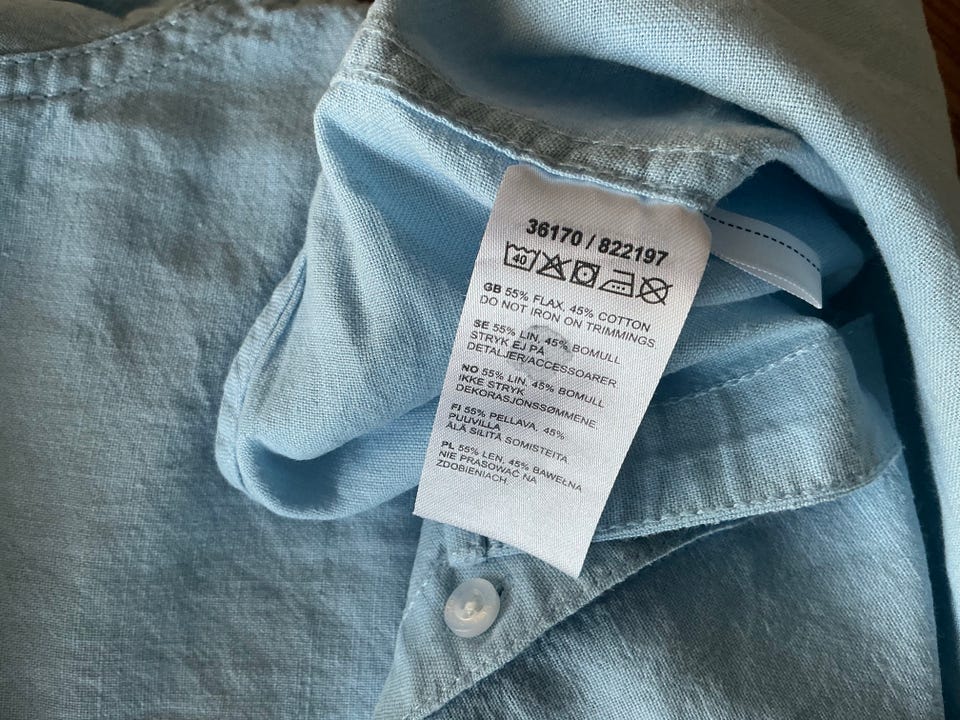 36170 / 822197
40
GB 55% FLAX, 45% COTTON
DO NOT IRON ON TRIMMINGS.
SE 55% LIN, 45% BOMULL
STRYK EJ PÅ
DETALJER/ACCESSOARER
NO 55% LIN, 45% BOMULL
IKKE STRYK
DEKORASJONSSØMMENE
FI 55% PELLAVA, 45%
PUUVILLA
ÄLÄ SILITÄ SOMISTEITA
PL 55% LEN, 45% BAWEŁNA
NIE PRASOWAĆ NA
ZDOBIENIACH.